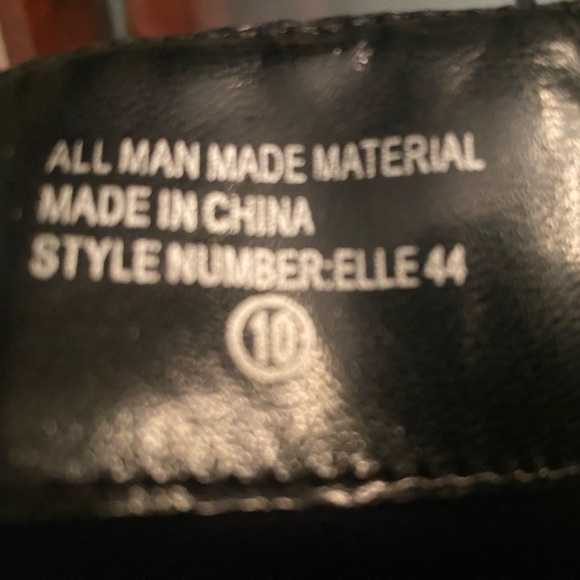 ALL MAN MADE MATERIAL
MADE IN CHINA
STYLE NUMBER:ELLE 44
10